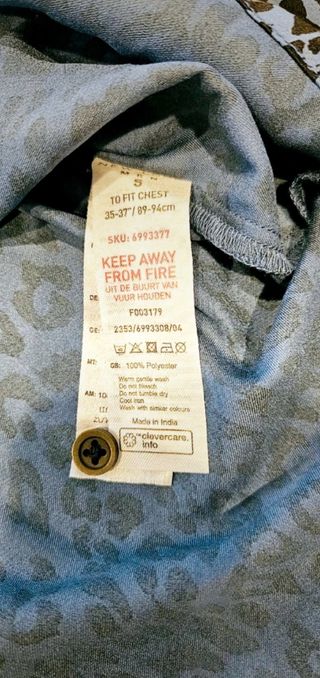 S
TO FIT CHEST
35-37"/89-94cm
SKU: 6993377
KEEP AWAY
FROM FIRE
UIT DE BUURT VAN
VUUR HOUDEN
F003179
2353/6993308/04
GB: 100% Polyester
Warm gentle wash
Do not bleach
Do not tumble dry
Cool iron
Wash with similar colours
Made in India
clevercare.
info